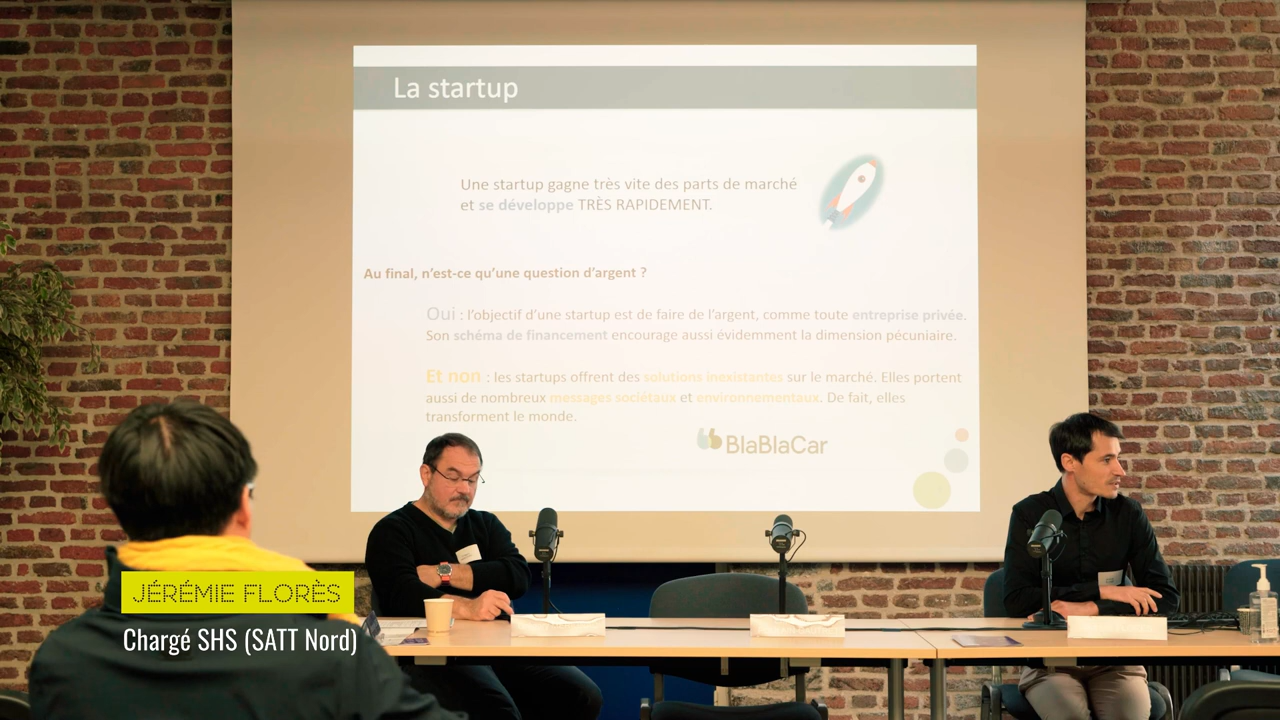 La startup
Une startup gagne très vite des parts de marché
et se développe TRÈS RAPIDEMENT.
Au final, n’est-ce qu’une question d’argent ?
Oui : l’objectif d’une startup est de faire de l’argent, comme toute entreprise privée.
Son schéma de financement encourage aussi évidemment la dimension pécuniaire.
Et non : les startups offrent des solutions inexistantes sur le marché. Elles portent
aussi de nombreux messages sociétaux et environnementaux. De fait, elles
transforment le monde.
BlaBlaCar
JÉRÉMIE FLORÈS
Chargé SHS (SATT Nord)